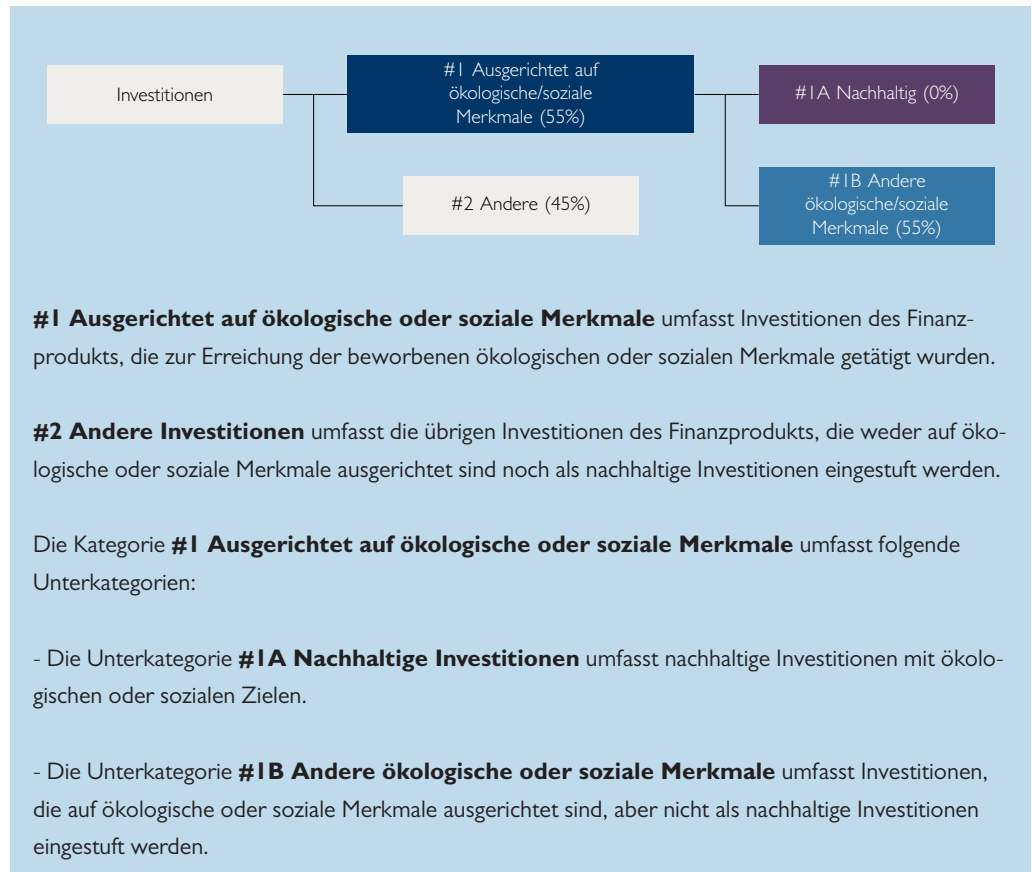 Investitionen
#1 Ausgerichtet auf
ökologische/soziale
Merkmale (55%)
#1A Nachhaltig (0%)
#2 Andere (45%)
#1B Andere
ökologische/soziale
Merkmale (55%)
#1 Ausgerichtet auf ökologische oder soziale Merkmale umfasst Investitionen des Finanz-
produkts, die zur Erreichung der beworbenen ökologischen oder sozialen Merkmale getätigt wurden.
#2 Andere Investitionen umfasst die übrigen Investitionen des Finanzprodukts, die weder auf öko-
logische oder soziale Merkmale ausgerichtet sind noch als nachhaltige Investitionen eingestuft werden.
Die Kategorie #1 Ausgerichtet auf ökologische oder soziale Merkmale umfasst folgende
Unterkategorien:
- Die Unterkategorie #1A Nachhaltige Investitionen umfasst nachhaltige Investitionen mit ökolo-
gischen oder sozialen Zielen.
- Die Unterkategorie #1B Andere ökologische oder soziale Merkmale umfasst Investitionen,
die auf ökologische oder soziale Merkmale ausgerichtet sind, aber nicht als nachhaltige Investitionen
eingestuft werden.